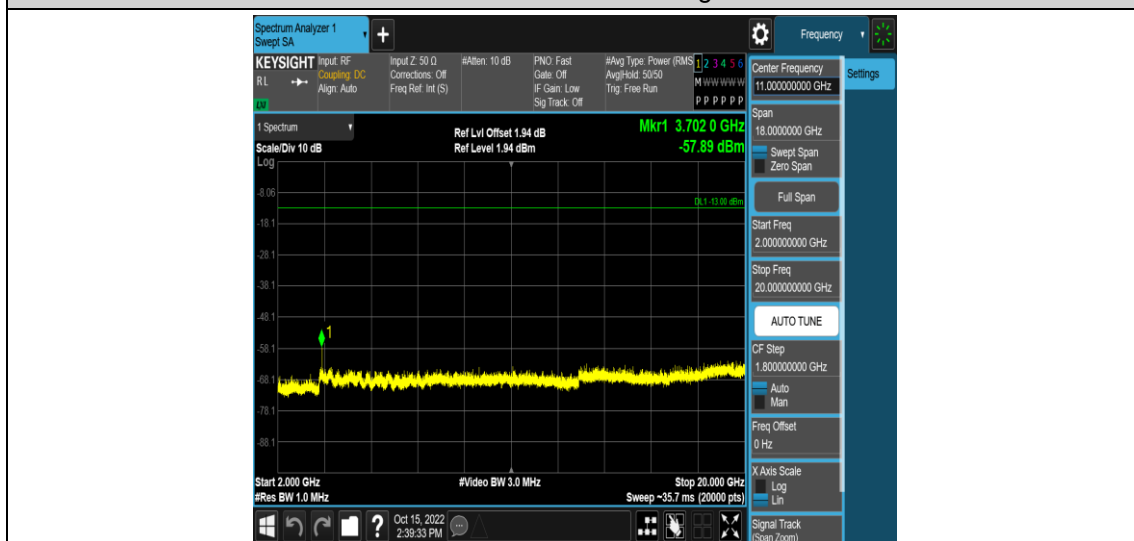 Spectrum Analyzer 1
Swept SA
+
Frequency
KEYSIGHT
RL
LXI
Input: RF
Coupling: DC
Align: Auto
Input Z: 50 Ω
Corrections: Off
Freq Ref: Int (S)
#Atten: 10 dB
PNO: Fast
Gate: Off
IF Gain: Low
Sig Track: Off
#Avg Type: Power (RMS
Avg|Hold: 50/50
Trig: Free Run
1 2 3 4 5 6
M W W W W W
P P P P P P
1 Spectrum
Scale/Div 10 dB
Log
Ref Lvl Offset 1.94 dB
Ref Level 1.94 dBm
Mkr1 3.702 0 GHz
-57.89 dBm
-8.06
DL1 -13.00 dBm
-18.1
-28.1
-38.1
-48.1
1
-58.1
-68.1
-78.1
-88.1
Start 2.000 GHz
#Res BW 1.0 MHz
#Video BW 3.0 MHz
Stop 20.000 GHz
Sweep ~35.7 ms (20000 pts)
?
Oct 15, 2022
2:39:33 PM
Center Frequency
11.000000000 GHz
Settings
Span
18.0000000 GHz
Swept Span
Zero Span
Full Span
Start Freq
2.000000000 GHz
Stop Freq
20.000000000 GHz
AUTO TUNE
CF Step
1.800000000 GHz
Auto
Man
Freq Offset
0 Hz
X Axis Scale
Log
Lin
Signal Track
(Span Zoom)